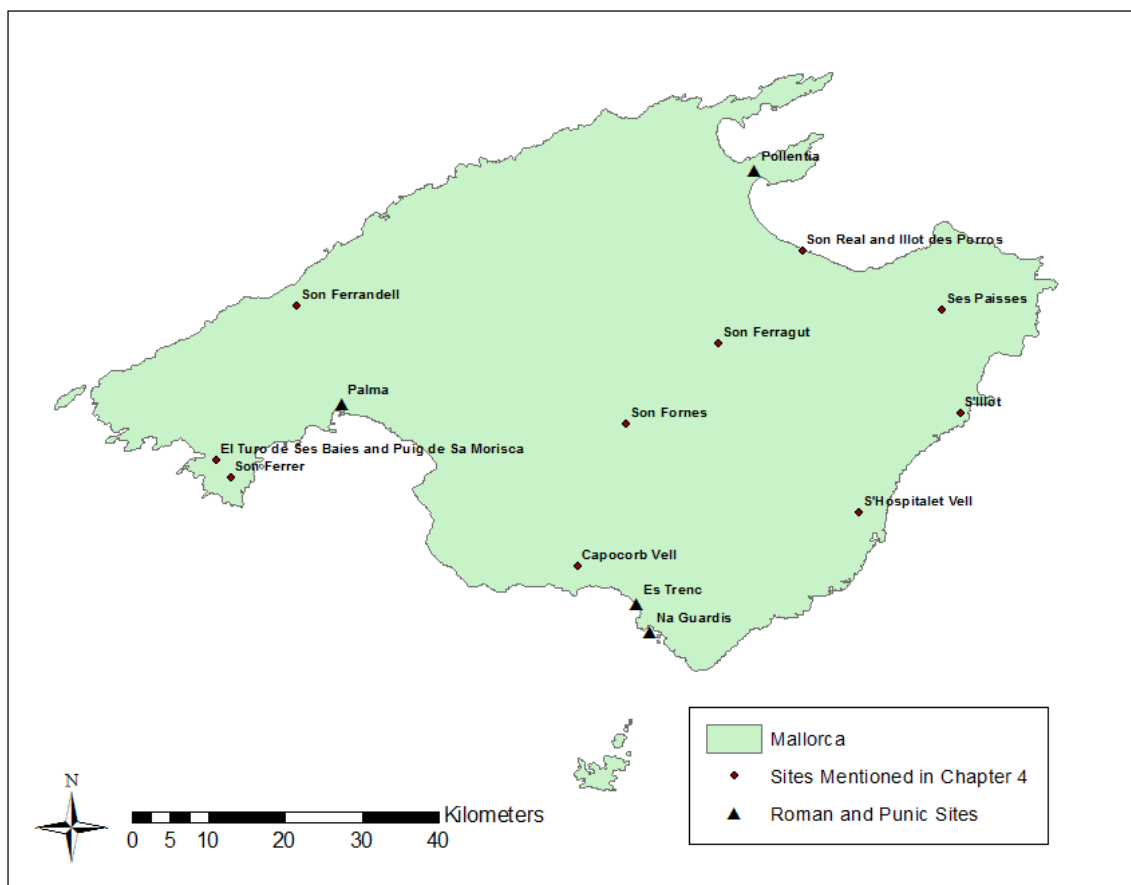 Pollentia
Son Real and Illot des Porros
Son Ferrandell
Ses Paisses
Son Ferragut
Palma
Son Fornes
S'Illot
El Turo de Ses Baies and Puig de Sa Morisca
Son Ferrer
S'Hospitalet Vell
Capocorb Vell
Es Trenc
Na Guardis
Mallorca
Sites Mentioned in Chapter 4
Roman and Punic Sites
N
Kilometers
0 5 10 20 30 40